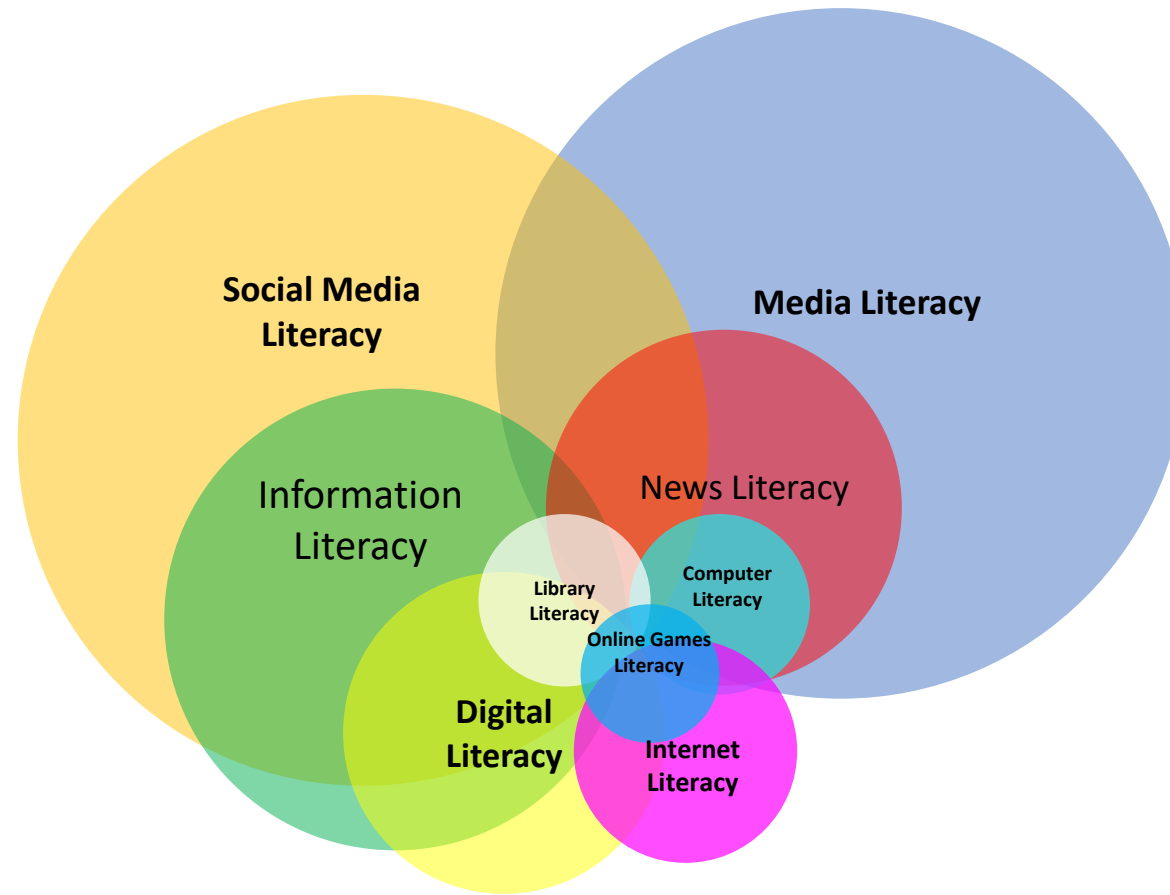 Social Media
Literacy
Media Literacy
Information
Literacy
News Literacy
Library
Literacy
Computer
Literacy
Online Games
Literacy
Digital
Literacy
Internet
Literacy